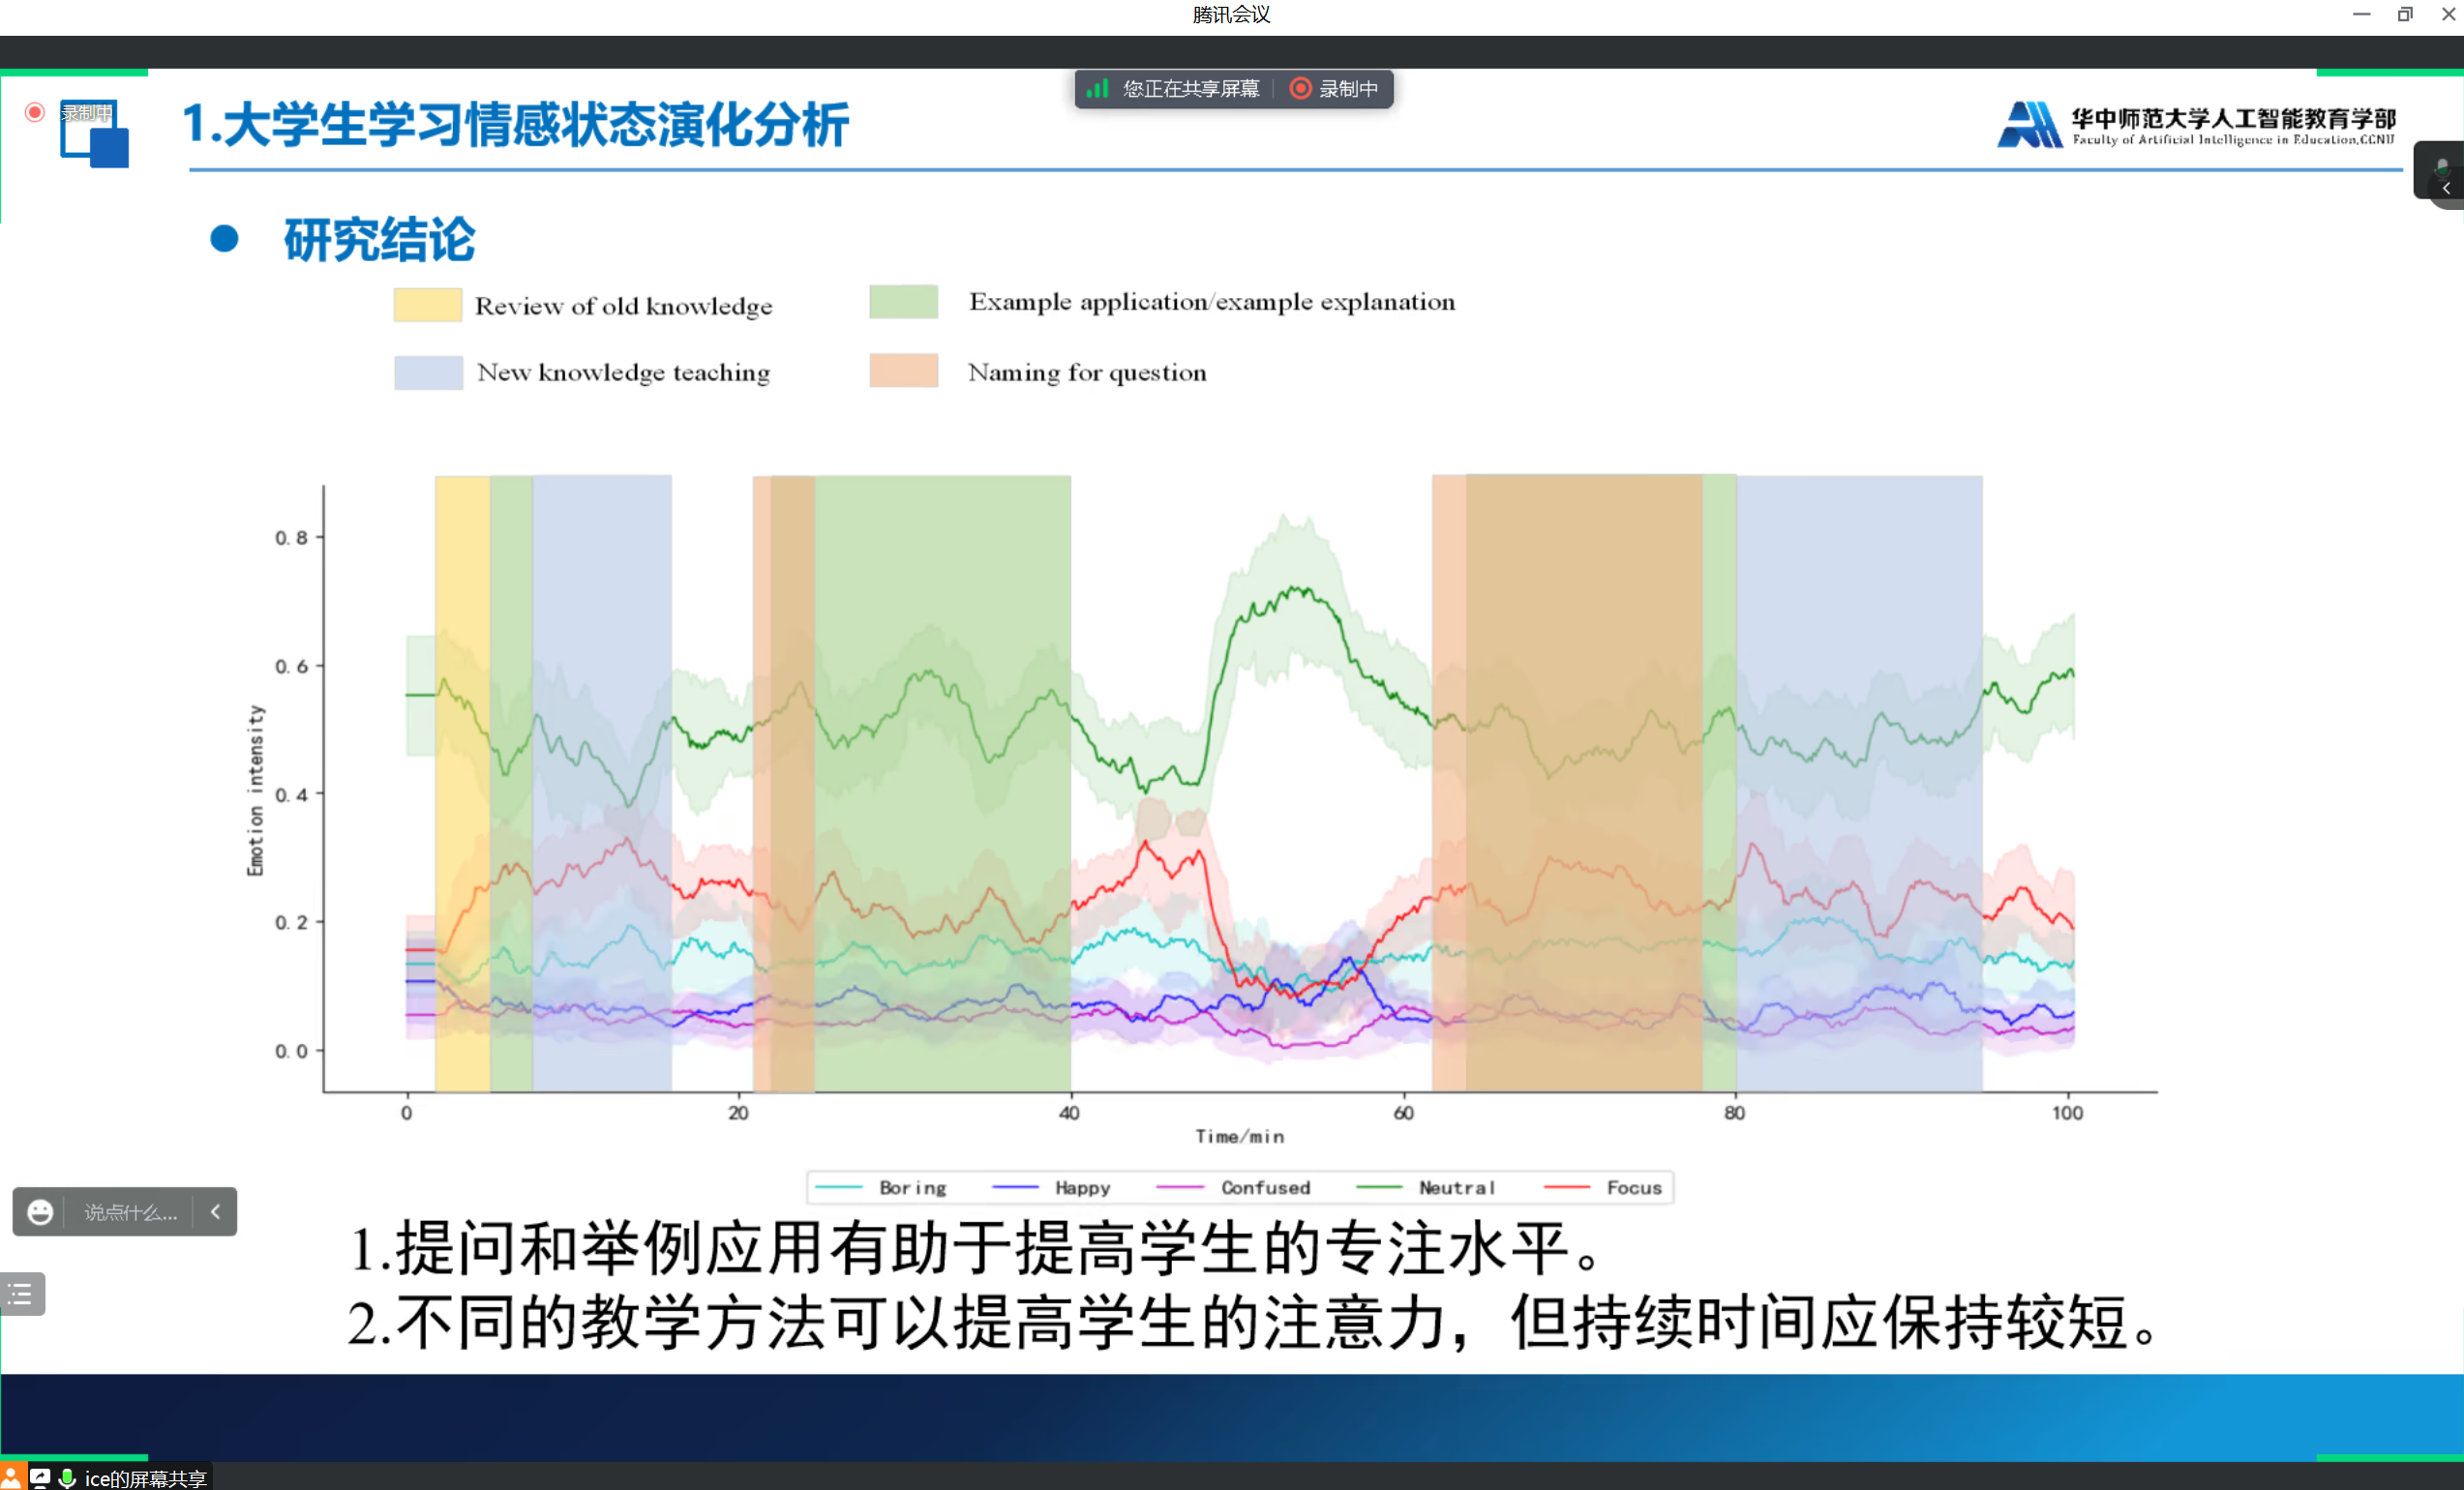 腾讯会议
您正在共享屏幕 录制中
录制中
1.大学生学习情感状态演化分析
华中师范大学人工智能教育学部
Faculty of Artificial Intelligence in Education,CCNU
研究结论
Review of old knowledge
Example application/example explanation
New knowledge teaching
Naming for question
Emotion intensity
0.8
0.6
0.4
0.2
0.0
0 20 40 60 80 100
Time/min
Boring Happy Confused Neutral Focus
说点什么...
1.提问和举例应用有助于提高学生的专注水平。
2.不同的教学方法可以提高学生的注意力，但持续时间应保持较短。
ice的屏幕共享